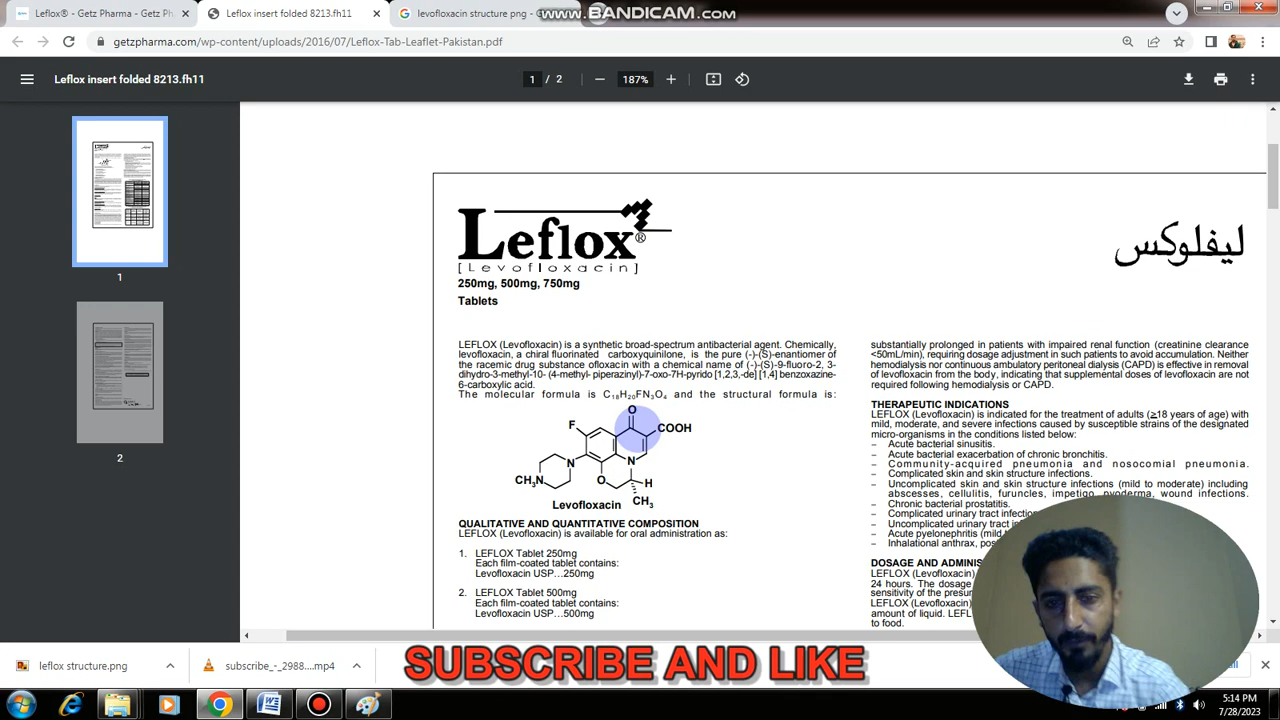 Leflox® - Getz Pharma - Getz Ph
Leflox insert folded 8213.fh11
levofloxacin structure png - G
WWW.BANDICAM.COM
getzpharma.com/wp-content/uploads/2016/07/Leflox-Tab-Leaflet-Pakistan.pdf
Leflox insert folded 8213.fh11
1 / 2
187%
1
2
Leflox®
[Levofloxacin]
250mg, 500mg, 750mg
Tablets
ليفلوكس
LEFLOX (Levofloxacin) is a synthetic broad-spectrum antibacterial agent. Chemically,
levofloxacin, a chiral fluorinated carboxyquinilone, is the pure (-)-(S)-enantiomer of
the racemic drug substance ofloxacin with a chemical name of (-)-(S)-9-fluoro-2, 3-
dihydro-3-methyl-10- (4-methyl- piperazinyl)-7-oxo-7H-pyrido [1,2,3,-de] [1,4] benzoxazine-
6-carboxylic acid.
The molecular formula is C18H20FN3O4 and the structural formula is:
O
F
COOH
N
N
CH3N
O
H
CH3
Levofloxacin
QUALITATIVE AND QUANTITATIVE COMPOSITION
LEFLOX (Levofloxacin) is available for oral administration as:
1. LEFLOX Tablet 250mg
Each film-coated tablet contains:
Levofloxacin USP...250mg
2. LEFLOX Tablet 500mg
Each film-coated tablet contains:
Levofloxacin USP...500mg
substantially prolonged in patients with impaired renal function (creatinine clearance
<50mL/min), requiring dosage adjustment in such patients to avoid accumulation. Neither
hemodialysis nor continuous ambulatory peritoneal dialysis (CAPD) is effective in removal
of levofloxacin from the body, indicating that supplemental doses of levofloxacin are not
required following hemodialysis or CAPD.
THERAPEUTIC INDICATIONS
LEFLOX (Levofloxacin) is indicated for the treatment of adults (≥18 years of age) with
mild, moderate, and severe infections caused by susceptible strains of the designated
micro-organisms in the conditions listed below:
– Acute bacterial sinusitis.
– Acute bacterial exacerbation of chronic bronchitis.
– Community-acquired pneumonia and nosocomial pneumonia.
– Complicated skin and skin structure infections.
– Uncomplicated skin and skin structure infections (mild to moderate) including
abscesses, cellulitis, furuncles, impetigo, pyoderma, wound infections.
– Chronic bacterial prostatitis.
– Complicated urinary tract infectio
– Uncomplicated urinary tract in
– Acute pyelonephritis (mild t
– Inhalational anthrax, pos
DOSAGE AND ADMINIS
LEFLOX (Levofloxacin)
24 hours. The dosage
sensitivity of the presu
LEFLOX (Levofloxacin)
amount of liquid. LEFL
to food.
leflox structure.png
subscribe_-_2988....mp4
SUBSCRIBE AND LIKE
5:14 PM
7/28/2023